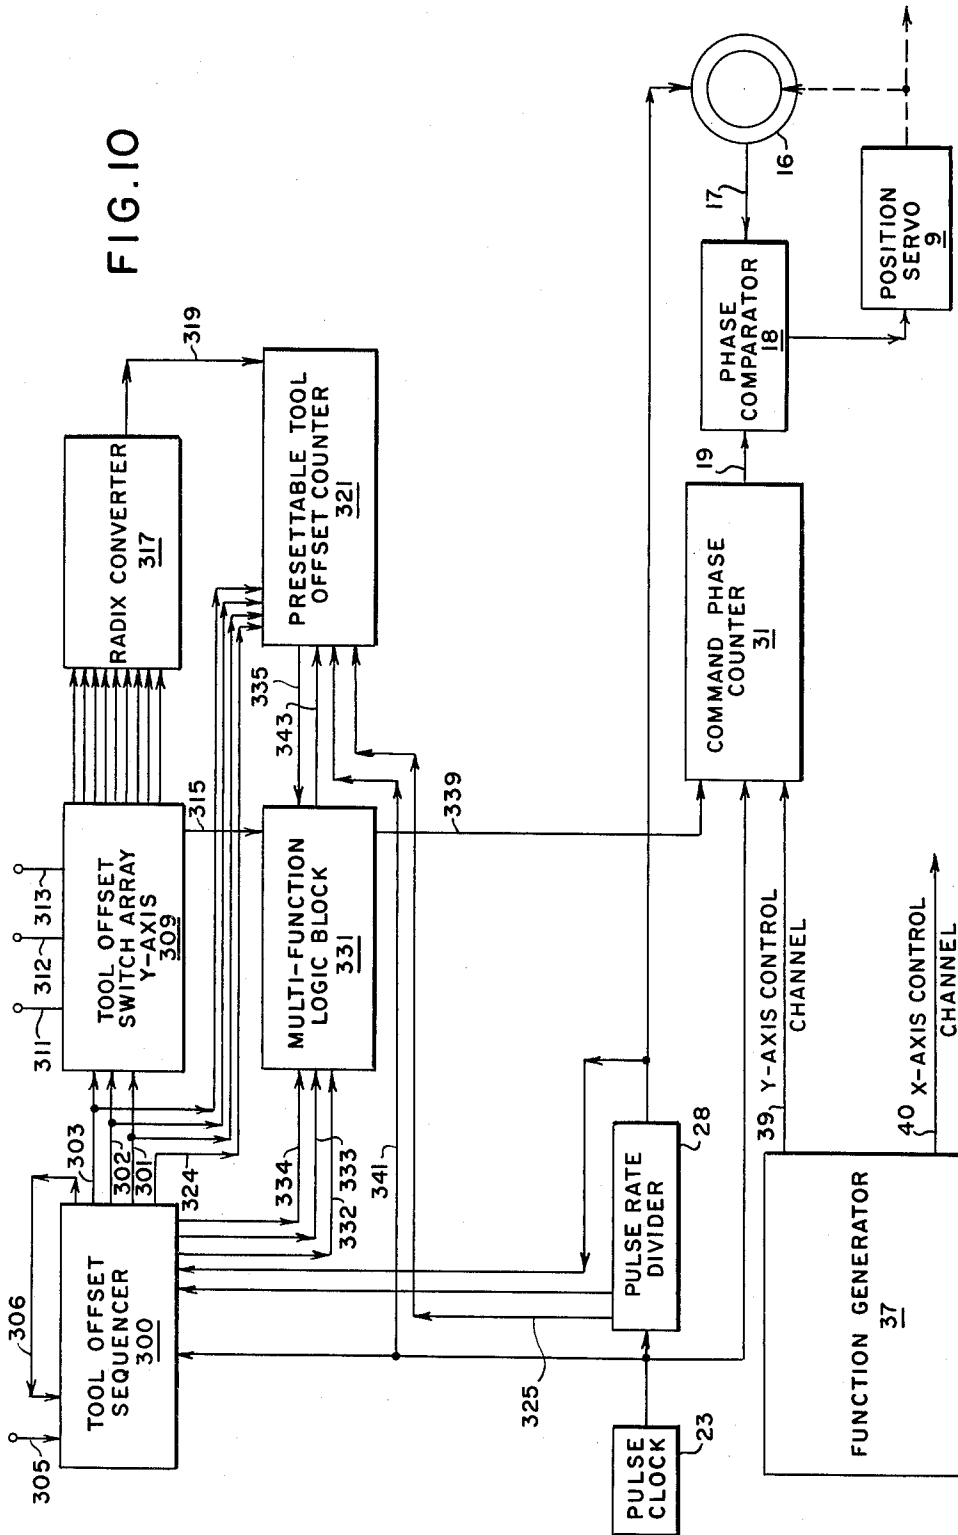 FIG. 10
305
306
TOOL OFFSET
SEQUENCER
300
303
302
301
324
334
333
332
341
311
312
313
TOOL OFFSET
SWITCH ARRAY
Y-AXIS
309
315
RADIX CONVERTER
317
319
MULTI-FUNCTION
LOGIC BLOCK
331
335
343
PRESETTABLE TOOL
OFFSET COUNTER
321
339
325
PULSE
CLOCK
23
PULSE RATE
DIVIDER
28
COMMAND PHASE
COUNTER
31
19
PHASE
COMPARATOR
18
17
16
POSITION
SERVO
9
FUNCTION GENERATOR
37
39
Y-AXIS CONTROL
CHANNEL
40
X-AXIS CONTROL
CHANNEL